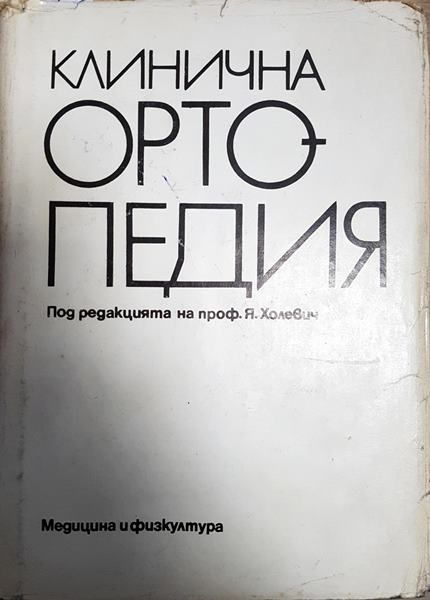 КЛИНИЧНА
ОРТО-
ПЕДИЯ
Под редакцията на проф. Я. Холевич
Медицина и физкултура